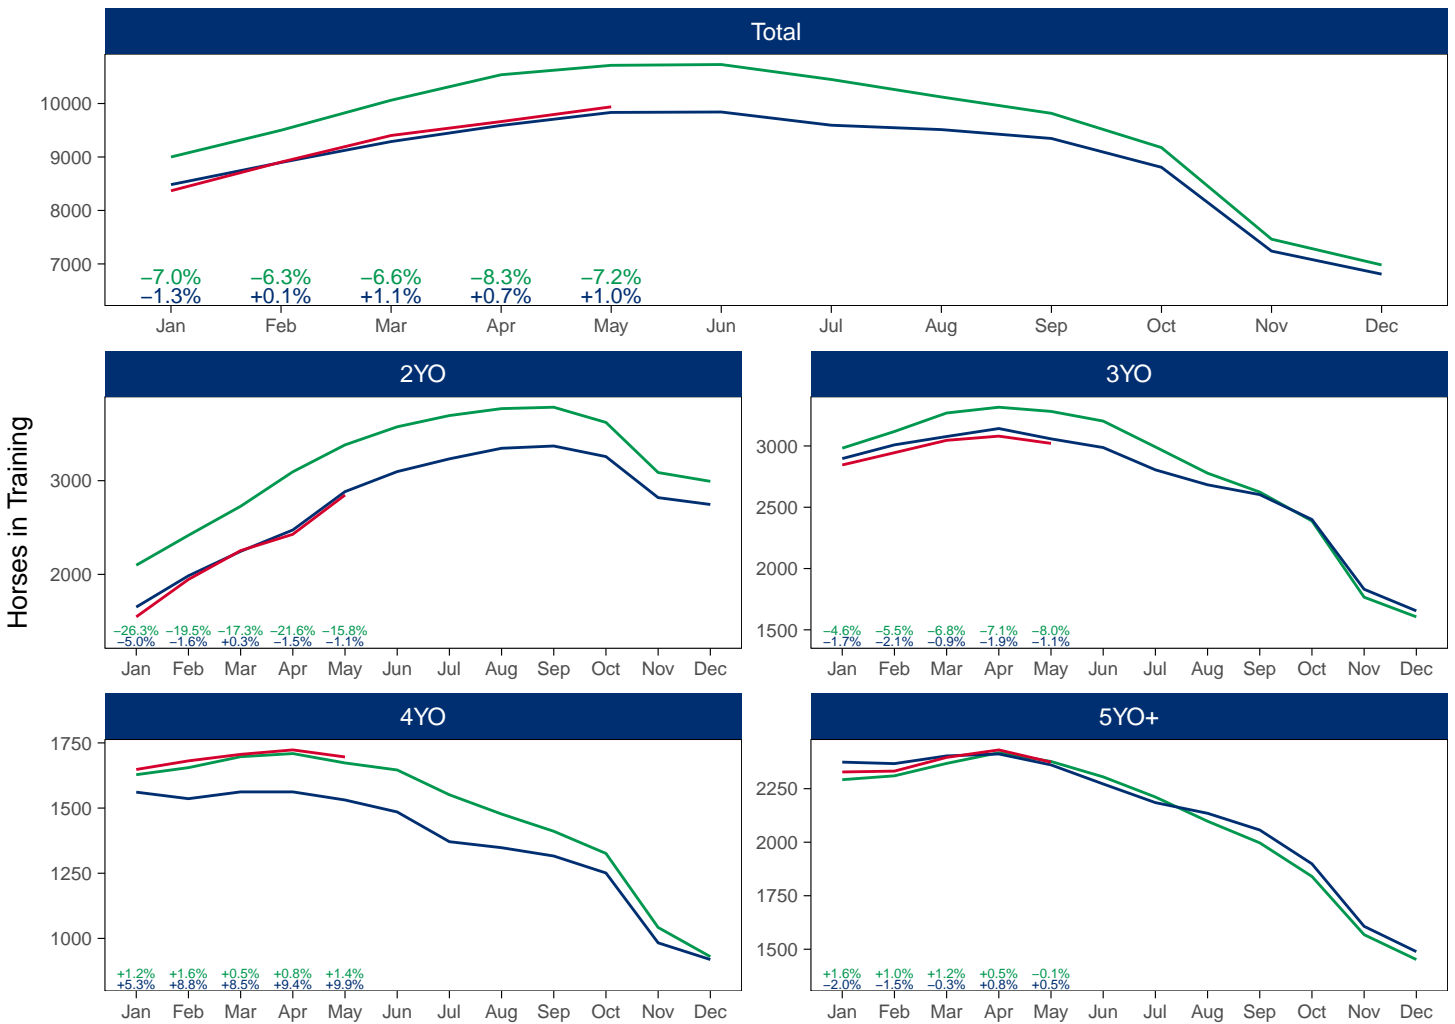 Total
10000
9000
8000
7000
−7.0% −6.3% −6.6% −8.3% −7.2%
−1.3% +0.1% +1.1% +0.7% +1.0%
Jan Feb Mar Apr May Jun Jul Aug Sep Oct Nov Dec
Horses in Training
2YO
3000
2000
−26.3% −19.5% −17.3% −21.6% −15.8%
−5.0% −1.6% +0.3% −1.5% −1.1%
Jan Feb Mar Apr May Jun Jul Aug Sep Oct Nov Dec
3YO
3000
2500
2000
1500
−4.6% −5.5% −6.8% −7.1% −8.0%
−1.7% −2.1% −0.9% −1.9% −1.1%
Jan Feb Mar Apr May Jun Jul Aug Sep Oct Nov Dec
4YO
1750
1500
1250
1000
+1.2% +1.6% +0.5% +0.8% +1.4%
+5.3% +8.8% +8.5% +9.4% +9.9%
Jan Feb Mar Apr May Jun Jul Aug Sep Oct Nov Dec
5YO+
2250
2000
1750
1500
+1.6% +1.0% +1.2% +0.5% −0.1%
−2.0% −1.5% −0.3% +0.8% +0.5%
Jan Feb Mar Apr May Jun Jul Aug Sep Oct Nov Dec